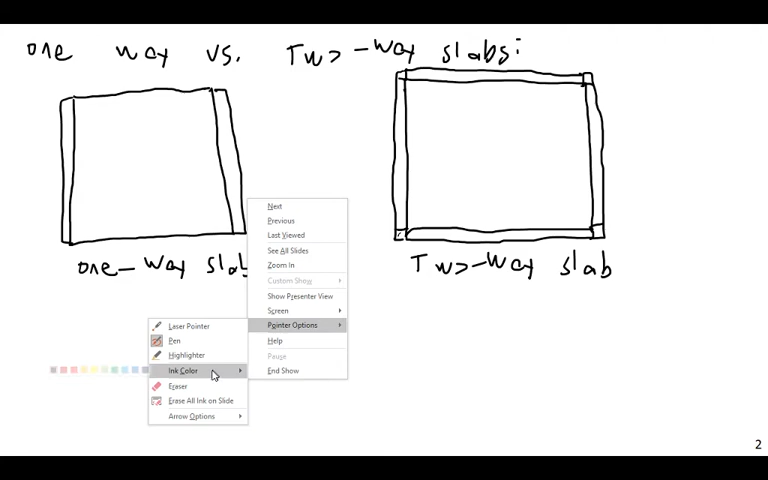 one way vs. Two-way slabs:
one-way slab
Two-way slab
Next
Previous
Last Viewed
See All Slides
Zoom In
Custom Show
Show Presenter View
Screen
Pointer Options
Help
Pause
End Show
Laser Pointer
Pen
Highlighter
Ink Color
Eraser
Erase All Ink on Slide
Arrow Options
2